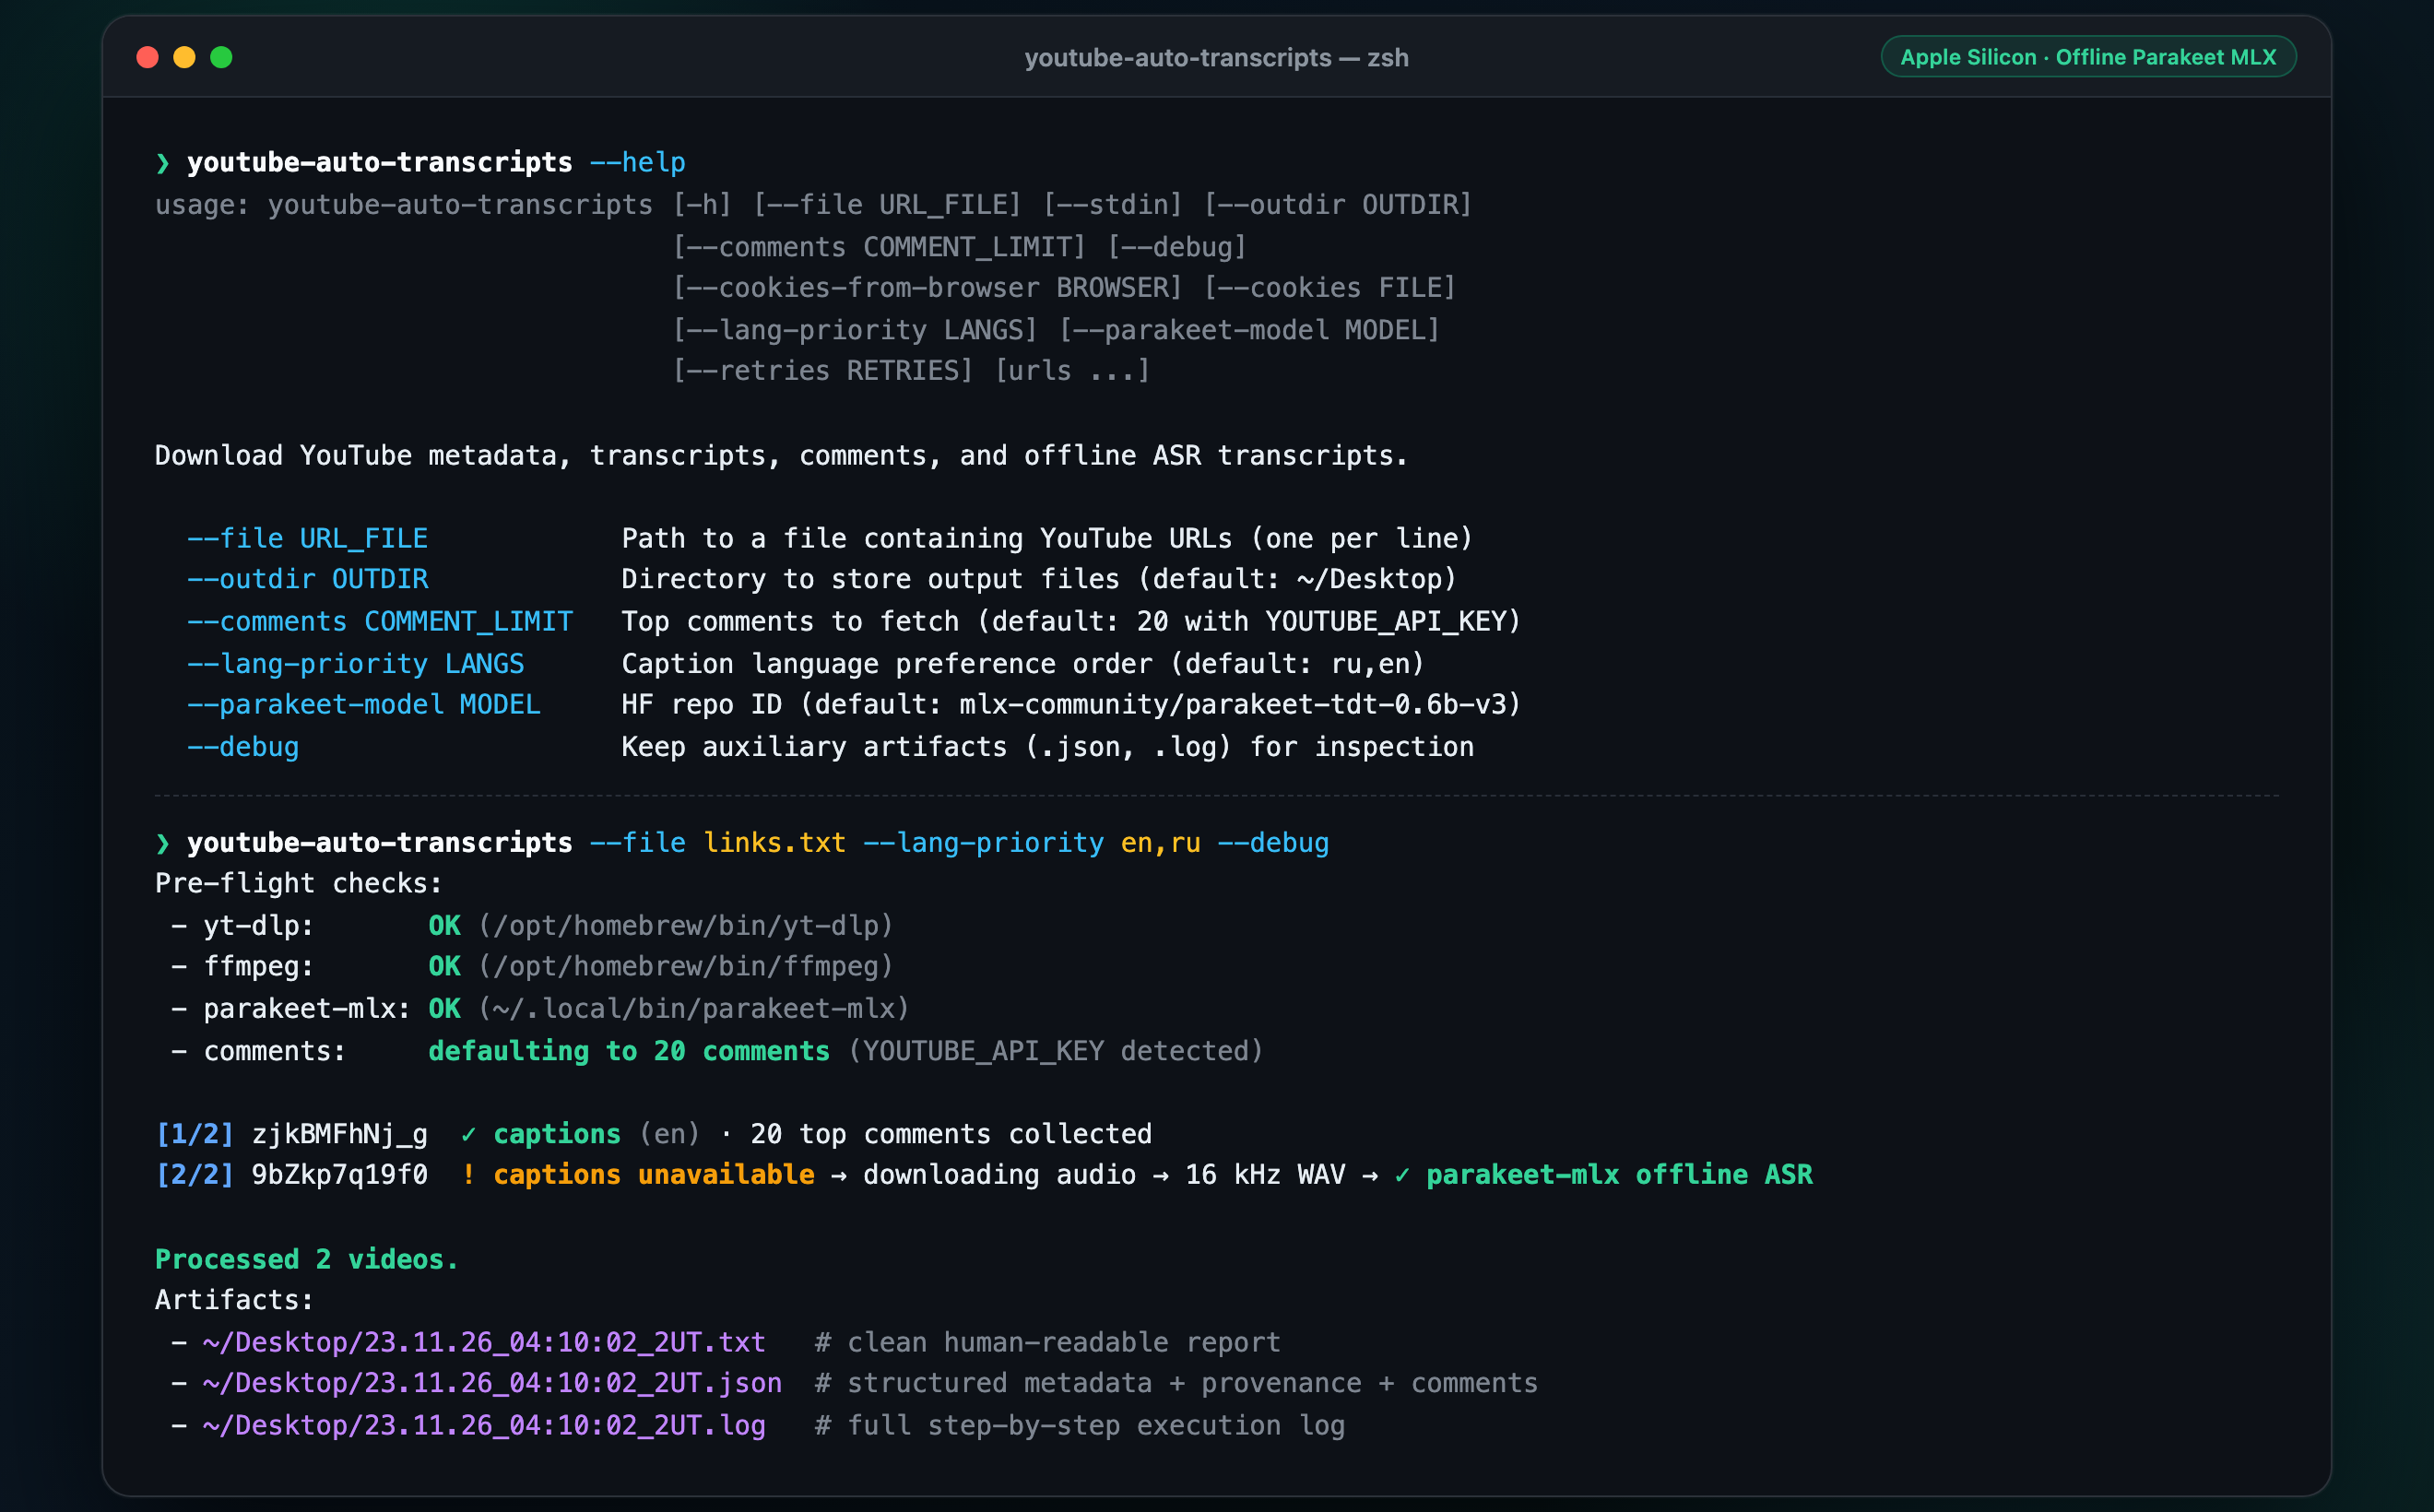 youtube-auto-transcripts — zsh
Apple Silicon · Offline Parakeet MLX
❯ youtube-auto-transcripts --help
usage: youtube-auto-transcripts [-h] [--file URL_FILE] [--stdin] [--outdir OUTDIR]
[--comments COMMENT_LIMIT] [--debug]
[--cookies-from-browser BROWSER] [--cookies FILE]
[--lang-priority LANGS] [--parakeet-model MODEL]
[--retries RETRIES] [urls ...]
Download YouTube metadata, transcripts, comments, and offline ASR transcripts.
--file URL_FILE Path to a file containing YouTube URLs (one per line)
--outdir OUTDIR Directory to store output files (default: ~/Desktop)
--comments COMMENT_LIMIT Top comments to fetch (default: 20 with YOUTUBE_API_KEY)
--lang-priority LANGS Caption language preference order (default: ru,en)
--parakeet-model MODEL HF repo ID (default: mlx-community/parakeet-tdt-0.6b-v3)
--debug Keep auxiliary artifacts (.json, .log) for inspection
❯ youtube-auto-transcripts --file links.txt --lang-priority en,ru --debug
Pre-flight checks:
- yt-dlp: OK (/opt/homebrew/bin/yt-dlp)
- ffmpeg: OK (/opt/homebrew/bin/ffmpeg)
- parakeet-mlx: OK (~/.local/bin/parakeet-mlx)
- comments: defaulting to 20 comments (YOUTUBE_API_KEY detected)
[1/2] zjkBMFhNj_g ✓ captions (en) · 20 top comments collected
[2/2] 9bZkp7q19f0 ! captions unavailable → downloading audio → 16 kHz WAV → ✓ parakeet-mlx offline ASR
Processed 2 videos.
Artifacts:
- ~/Desktop/23.11.26_04:10:02_2UT.txt # clean human-readable report
- ~/Desktop/23.11.26_04:10:02_2UT.json # structured metadata + provenance + comments
- ~/Desktop/23.11.26_04:10:02_2UT.log # full step-by-step execution log